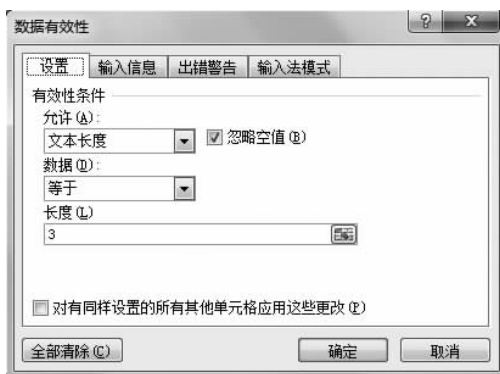 数据有效性
设置 输入信息 出错警告 输入法模式
有效性条件
允许(A):
文本长度 忽略空值(B)
数据(D):
等于
长度(L)
3
对有同样设置的所有其他单元格应用这些更改(P)
全部清除(C) 确定 取消